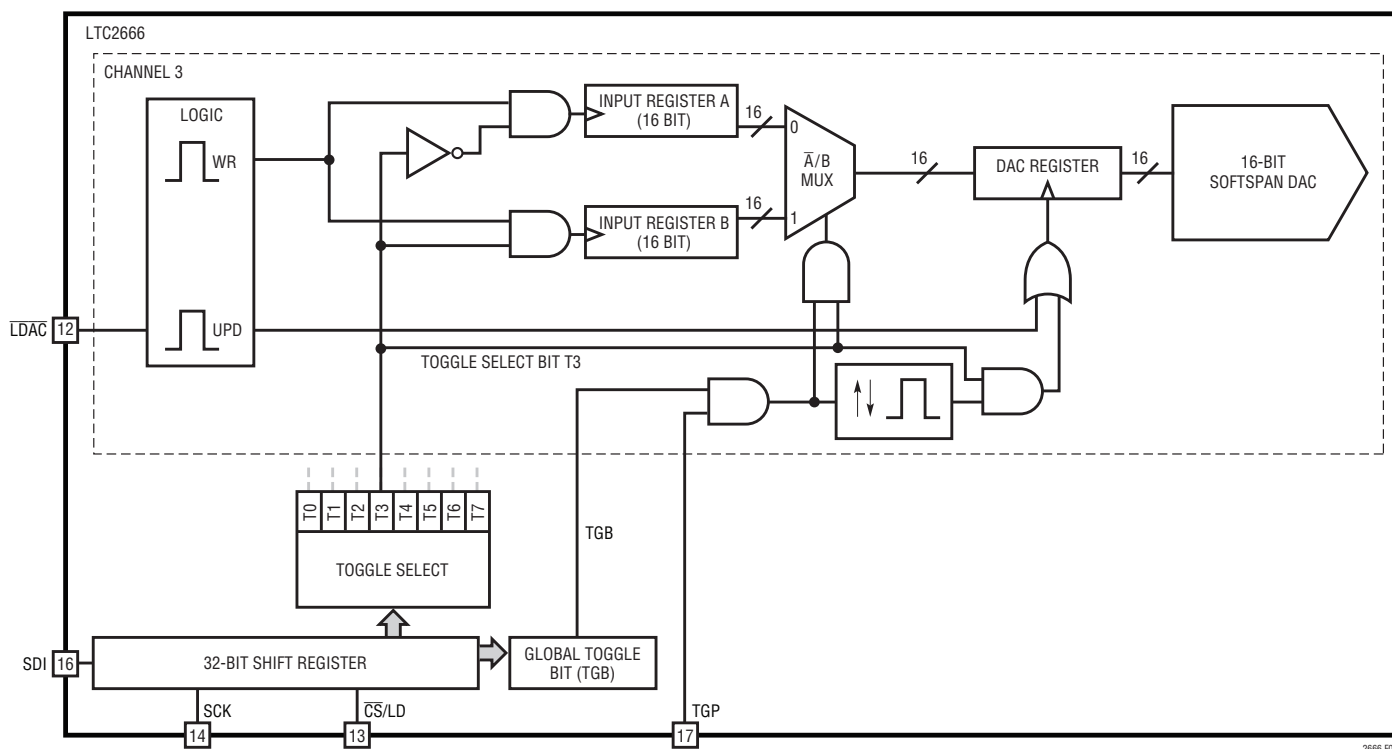 LTC2666
CHANNEL 3
LOGIC
WR
UPD
INPUT REGISTER A
(16 BIT)
16
0
A̅/B
MUX
16
DAC REGISTER
16
16-BIT
SOFTSPAN DAC
INPUT REGISTER B
(16 BIT)
16
1
L̅D̅A̅C̅
12
TOGGLE SELECT BIT T3
T0
T1
T2
T3
T4
T5
T6
T7
TOGGLE SELECT
TGB
SDI
16
32-BIT SHIFT REGISTER
GLOBAL TOGGLE
BIT (TGB)
SCK
C̅S̅/LD
TGP
14
13
17